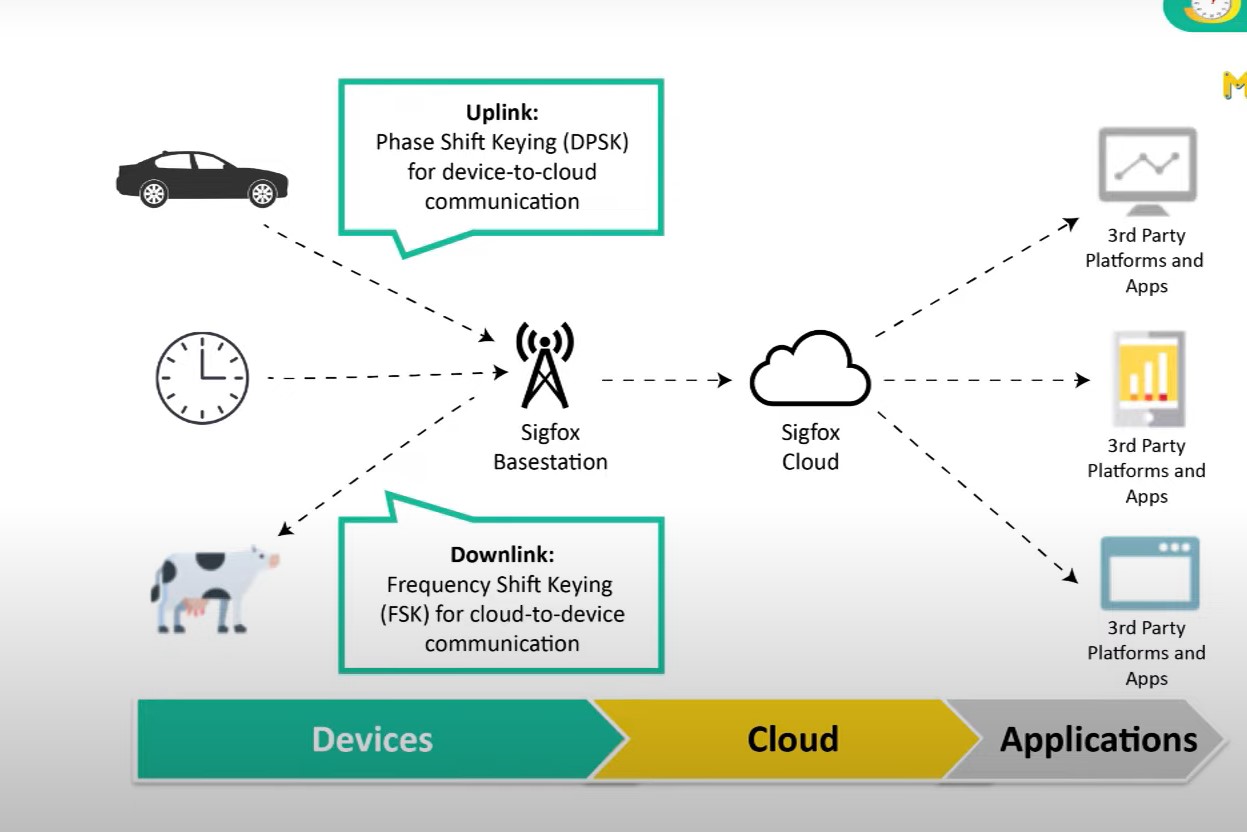 Uplink:
Phase Shift Keying (DPSK)
for device-to-cloud
communication
3rd Party
Platforms and
Apps
Sigfox
Basestation
Sigfox
Cloud
3rd Party
Platforms and
Apps
Downlink:
Frequency Shift Keying
(FSK) for cloud-to-device
communication
3rd Party
Platforms and
Apps
Devices
Cloud
Applications